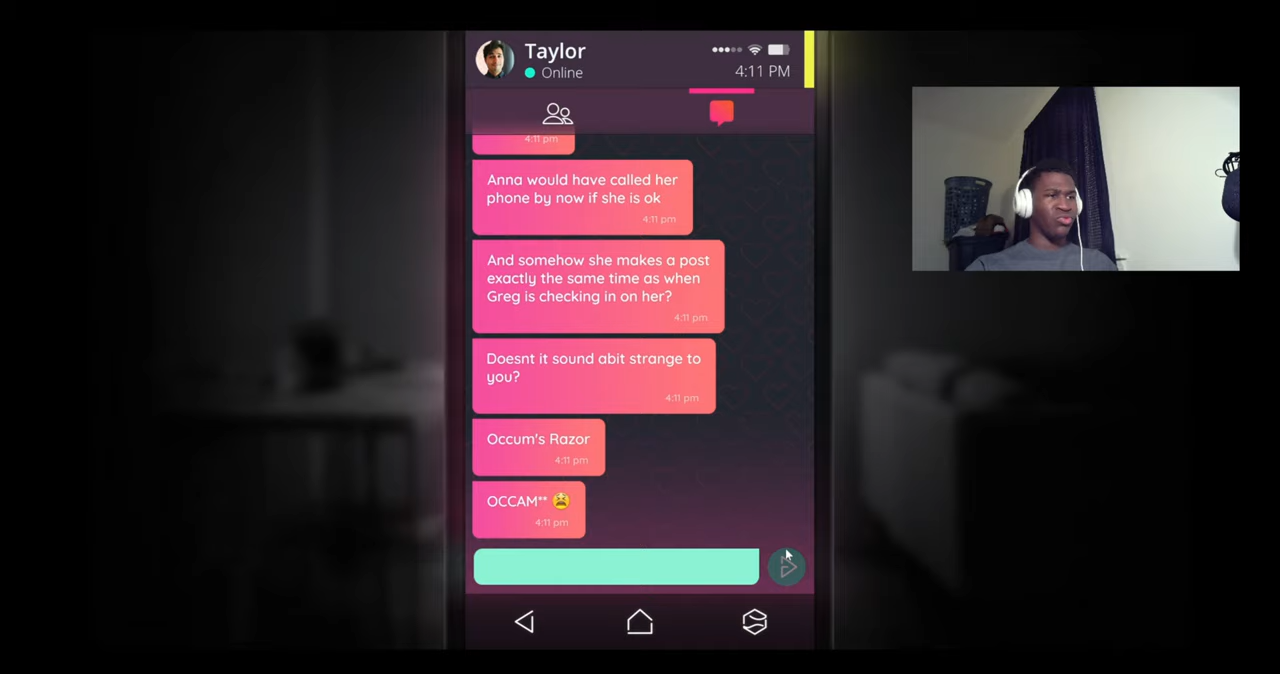 Taylor
Online
4:11 PM
4:11 pm
Anna would have called her
phone by now if she is ok
4:11 pm
And somehow she makes a post
exactly the same time as when
Greg is checking in on her?
4:11 pm
Doesnt it sound abit strange to
you?
4:11 pm
Occum's Razor
4:11 pm
OCCAM** 😫
4:11 pm